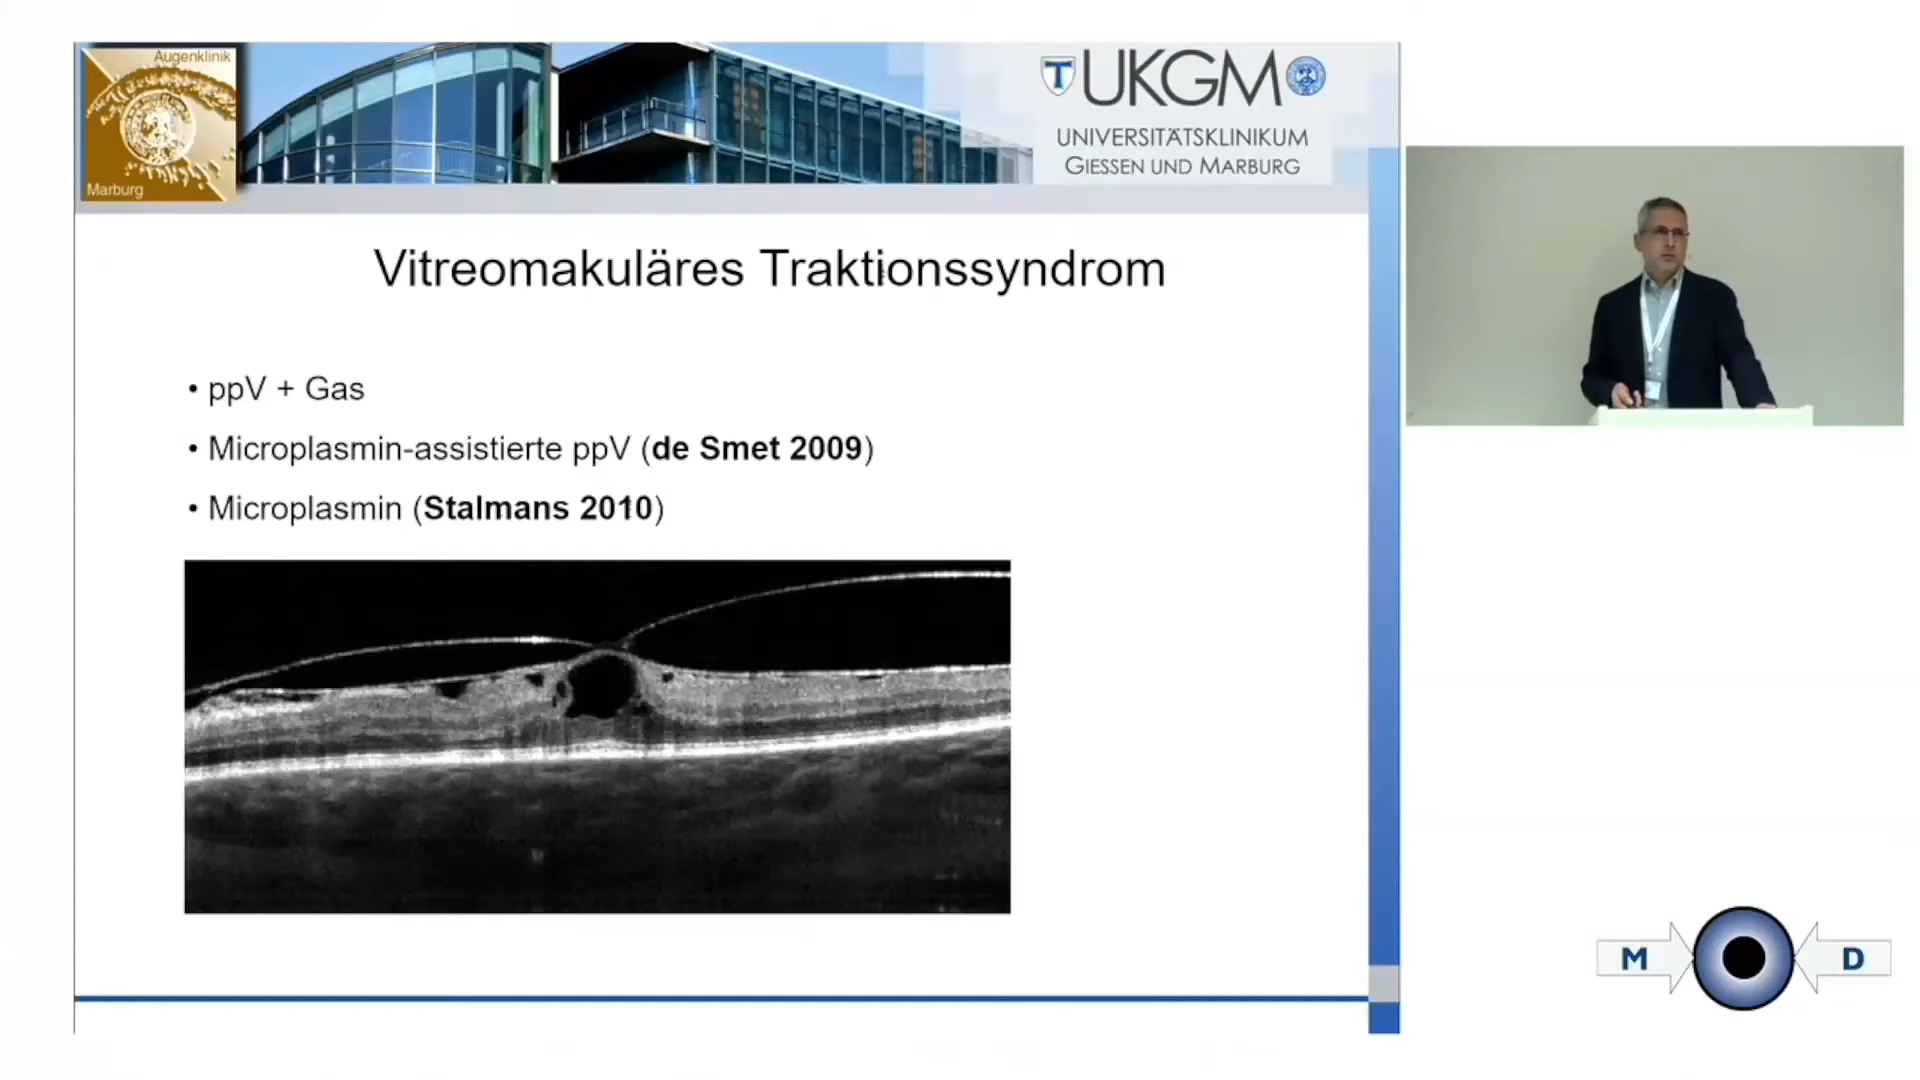 Augenklinik
Marburg
UKGM
UNIVERSITÄTSKLINIKUM
GIESSEN UND MARBURG
Vitreomakuläres Traktionssyndrom
• ppV + Gas
• Microplasmin-assistierte ppV (de Smet 2009)
• Microplasmin (Stalmans 2010)
M
D